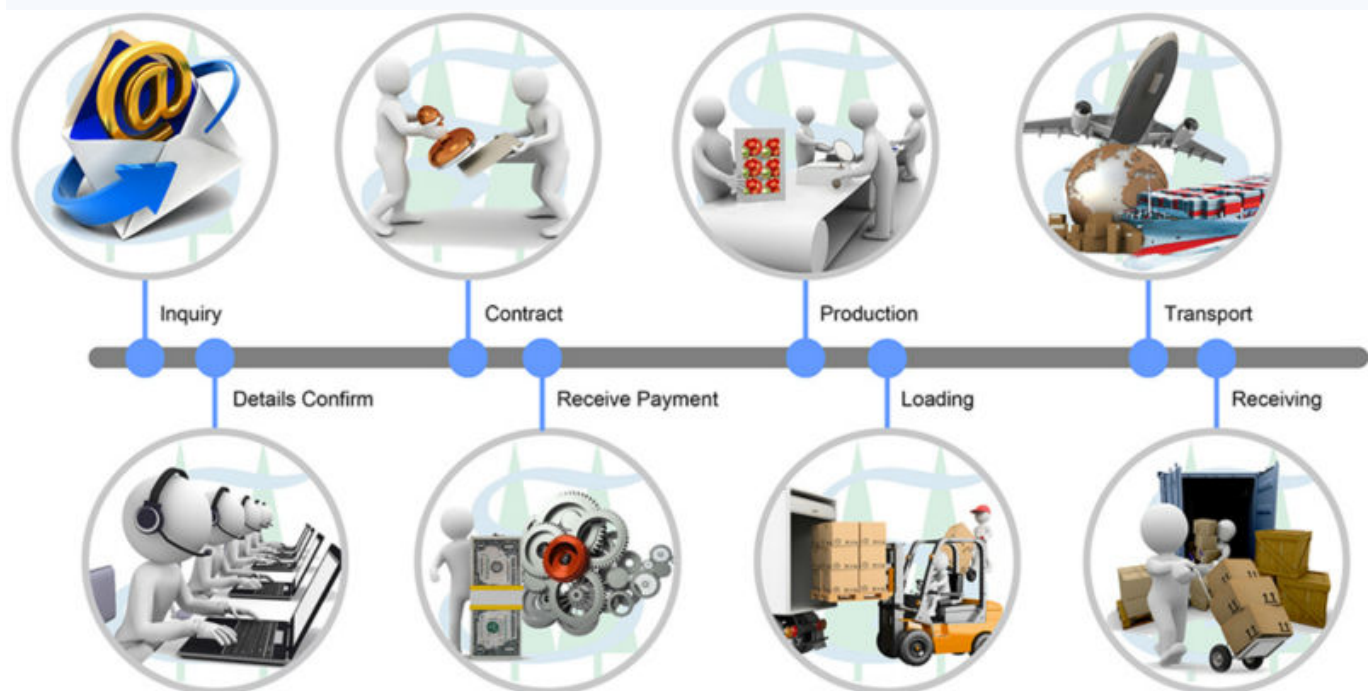 Inquiry
Details Confirm
Contract
Receive Payment
Production
Loading
Transport
Receiving